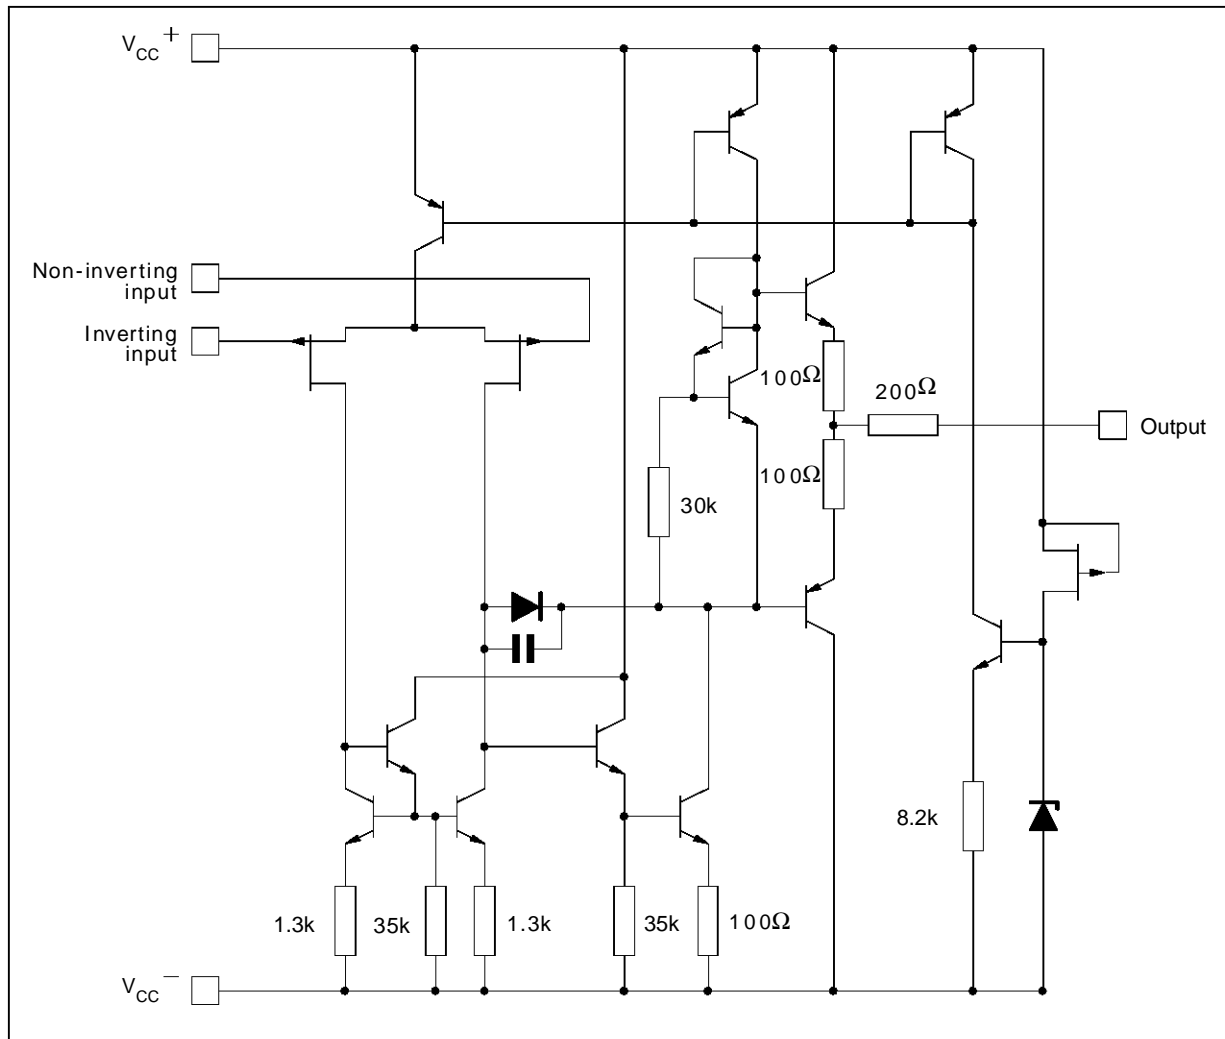 VCC+
Non-inverting
input
Inverting
input
100Ω
200Ω
Output
100Ω
30k
8.2k
1.3k
35k
1.3k
35k
100Ω
VCC−